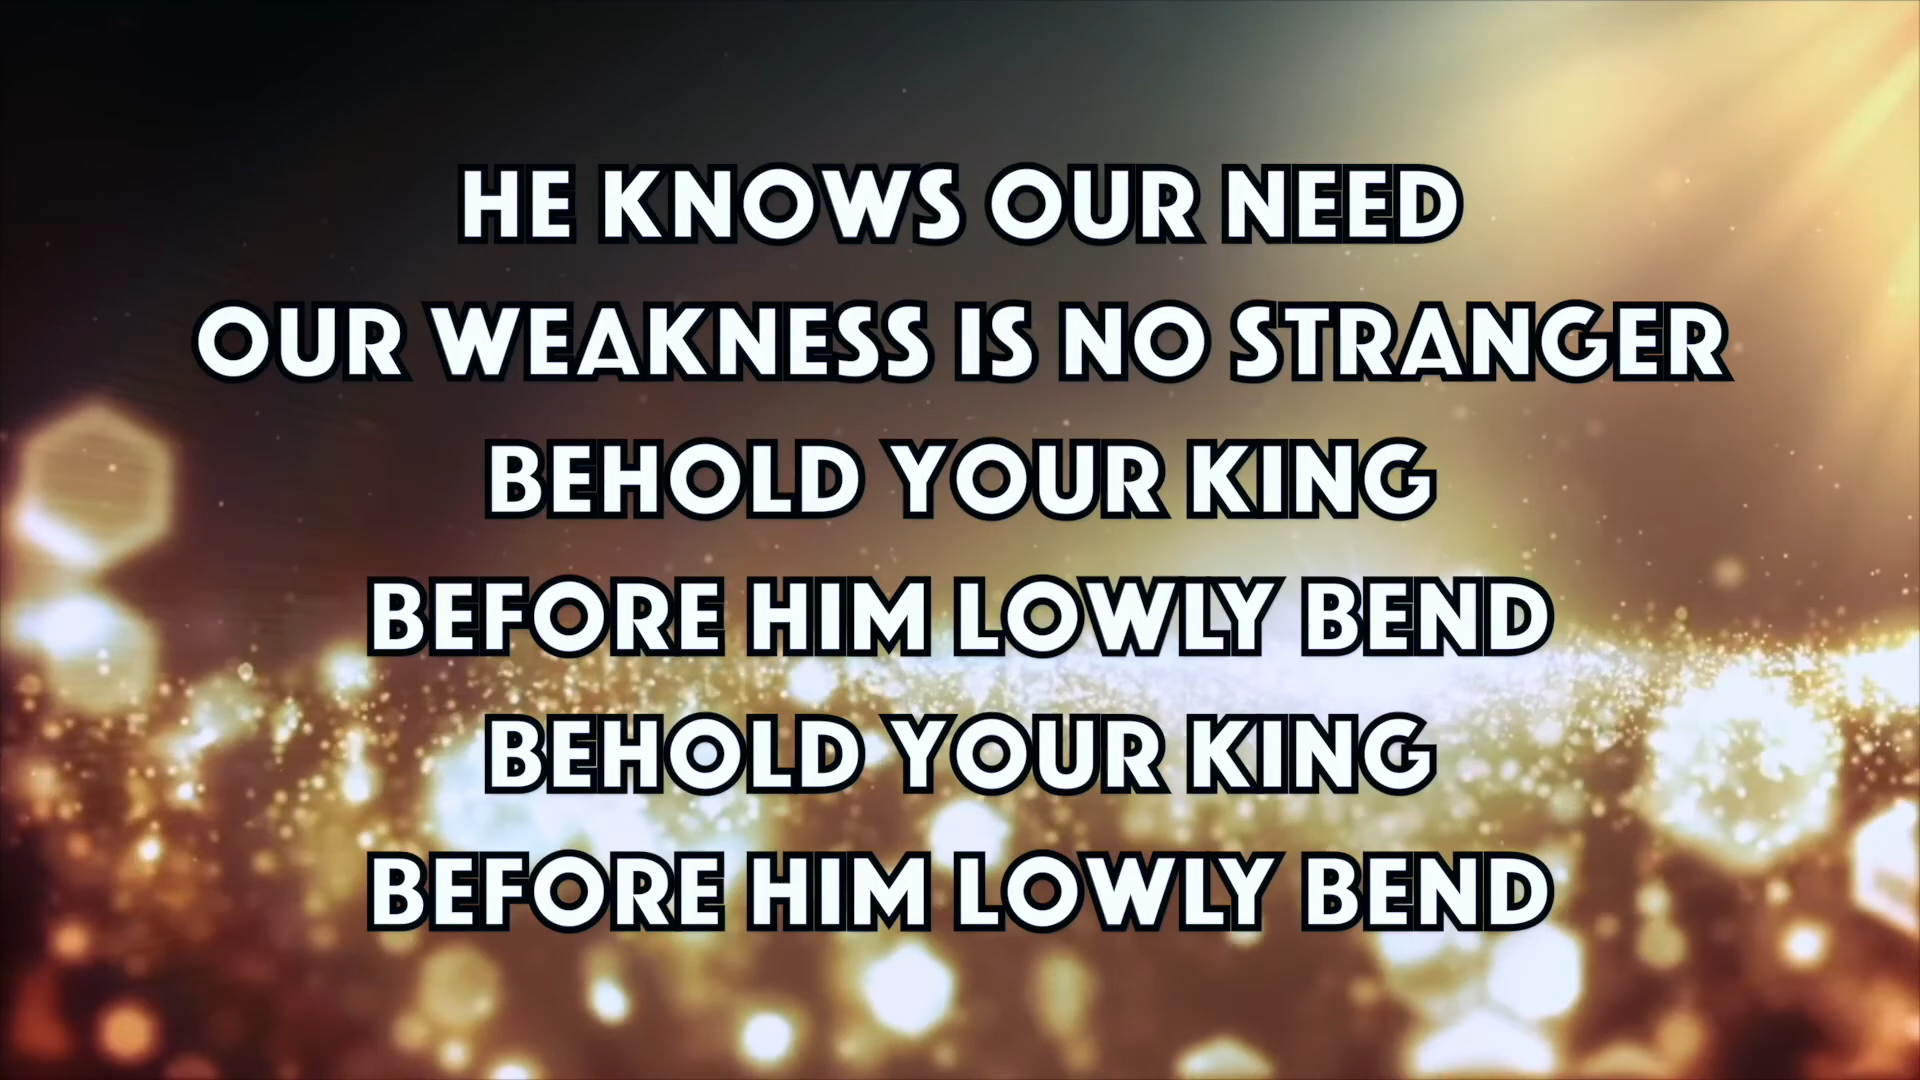 HE KNOWS OUR NEED
OUR WEAKNESS IS NO STRANGER
BEHOLD YOUR KING
BEFORE HIM LOWLY BEND
BEHOLD YOUR KING
BEFORE HIM LOWLY BEND